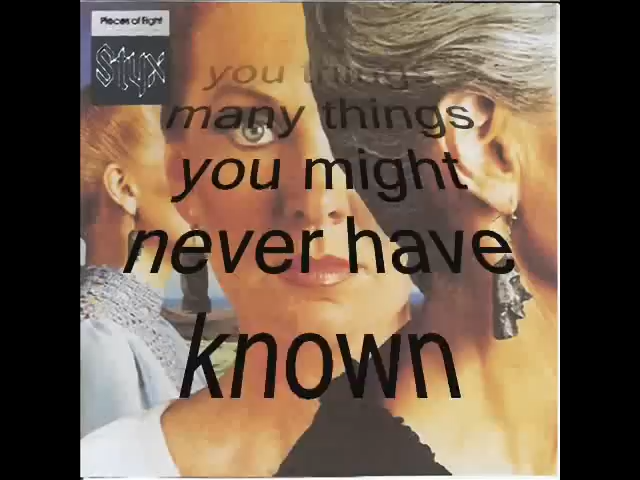 Pieces of Eight
Styx
you things
many things
you might
never have
known